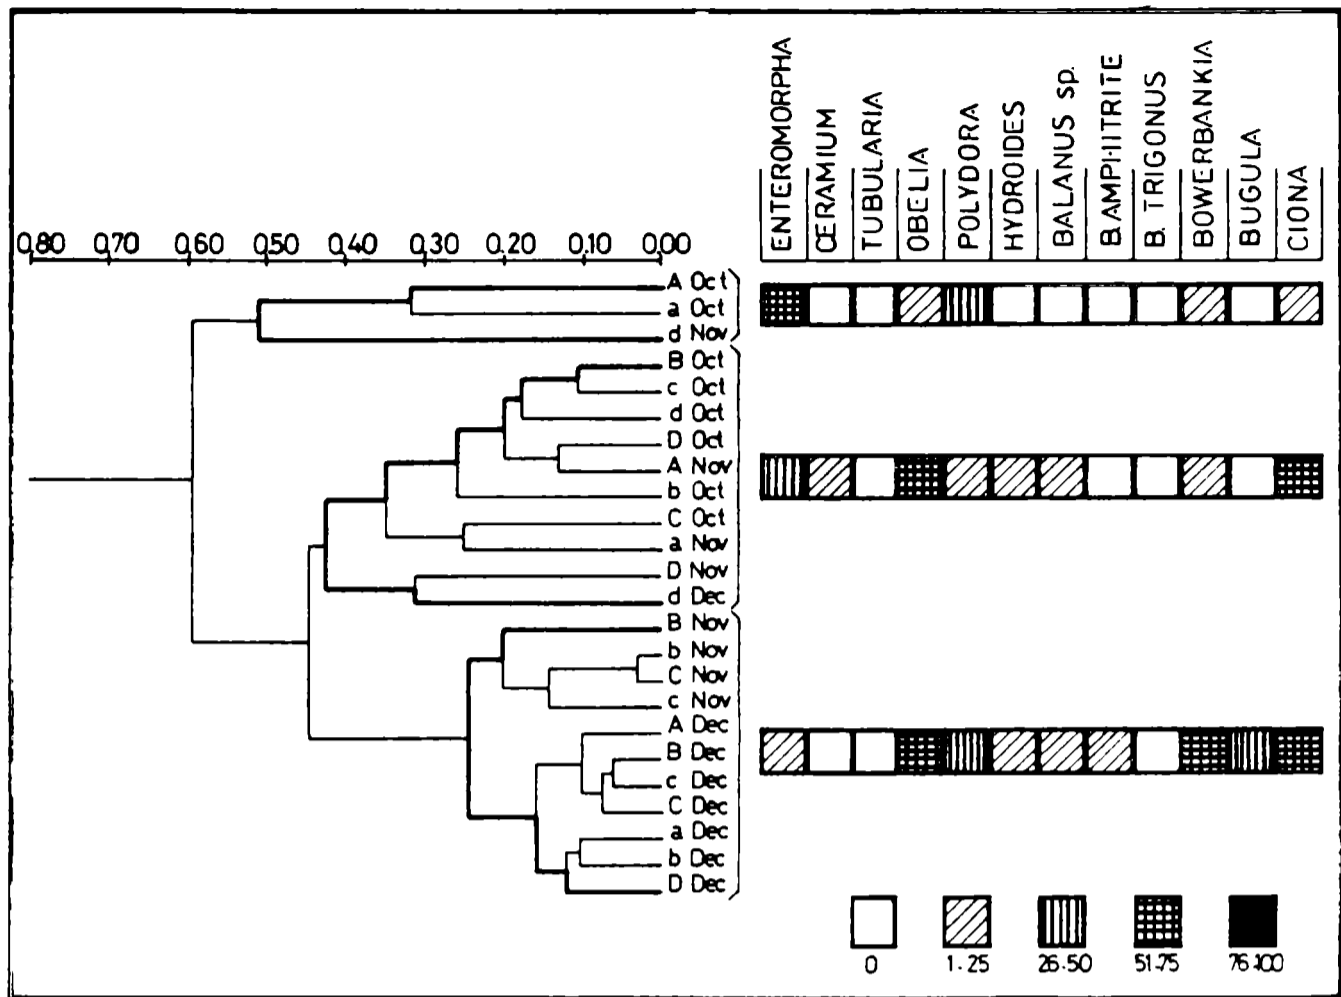 ENTEROMORPHA
CERAMIUM
TUBULARIA
OBELIA
POLYDORA
HYDROIDES
BALANUS sp.
B.AMPHITRITE
B. TRIGONUS
BOWERBANKIA
BUGULA
CIONA
0,80 0,70 0,60 0,50 0,40 0,30 0,20 0,10 0,00
A Oct
a Oct
d Nov
B Oct
c Oct
d Oct
D Oct
A Nov
b Oct
C Oct
a Nov
D Nov
d Dec
B Nov
b Nov
C Nov
c Nov
A Dec
B Dec
c Dec
C Dec
a Dec
b Dec
D Dec
0 1-25 26-50 51-75 76-100